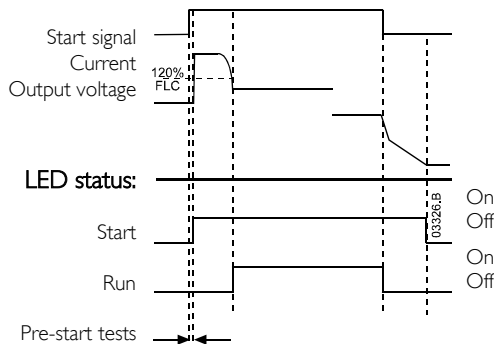 Start signal
Current
120%
FLC
Output voltage
LED status:
On
Off
Start
03326.B
On
Off
Run
Pre-start tests